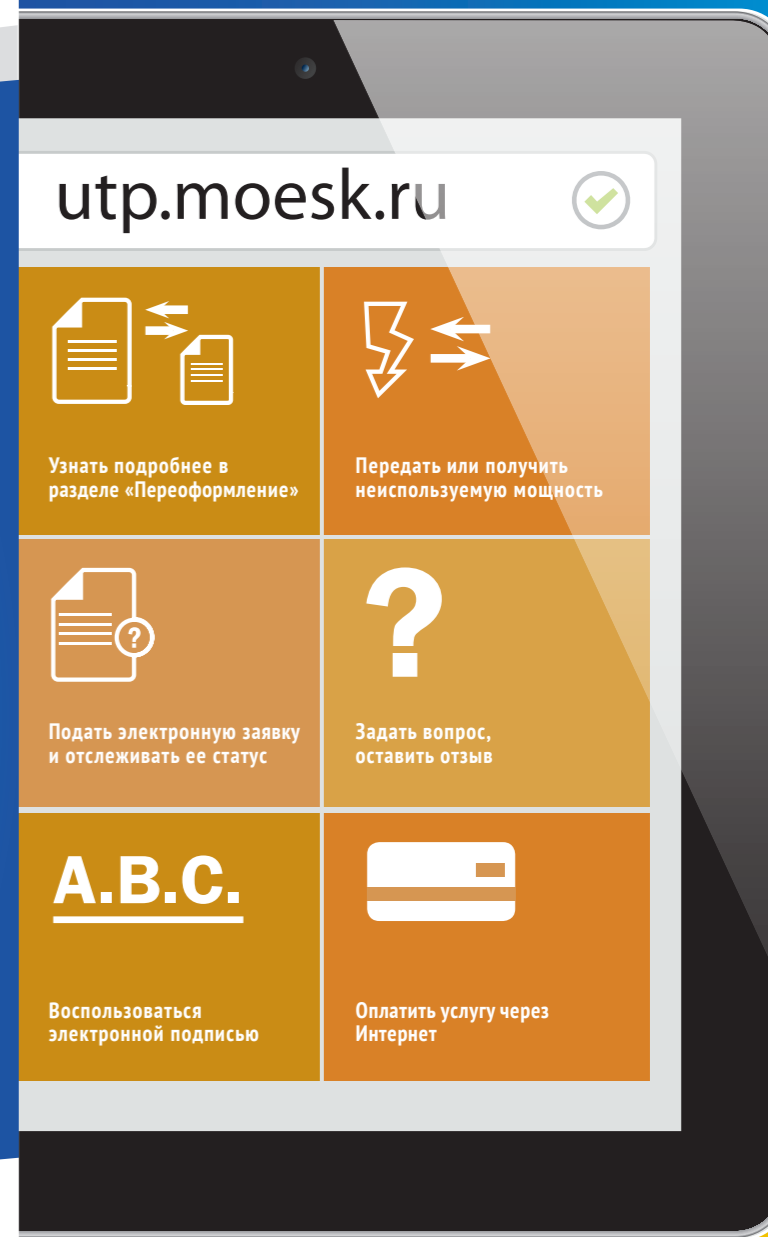 utp.moesk.ru
Узнать подробнее в
разделе «Переоформление»
Передать или получить
неиспользуемую мощность
?
Подать электронную заявку
и отслеживать ее статус
?
Задать вопрос,
оставить отзыв
A.B.C.
Воспользоваться
электронной подписью
Оплатить услугу через
Интернет